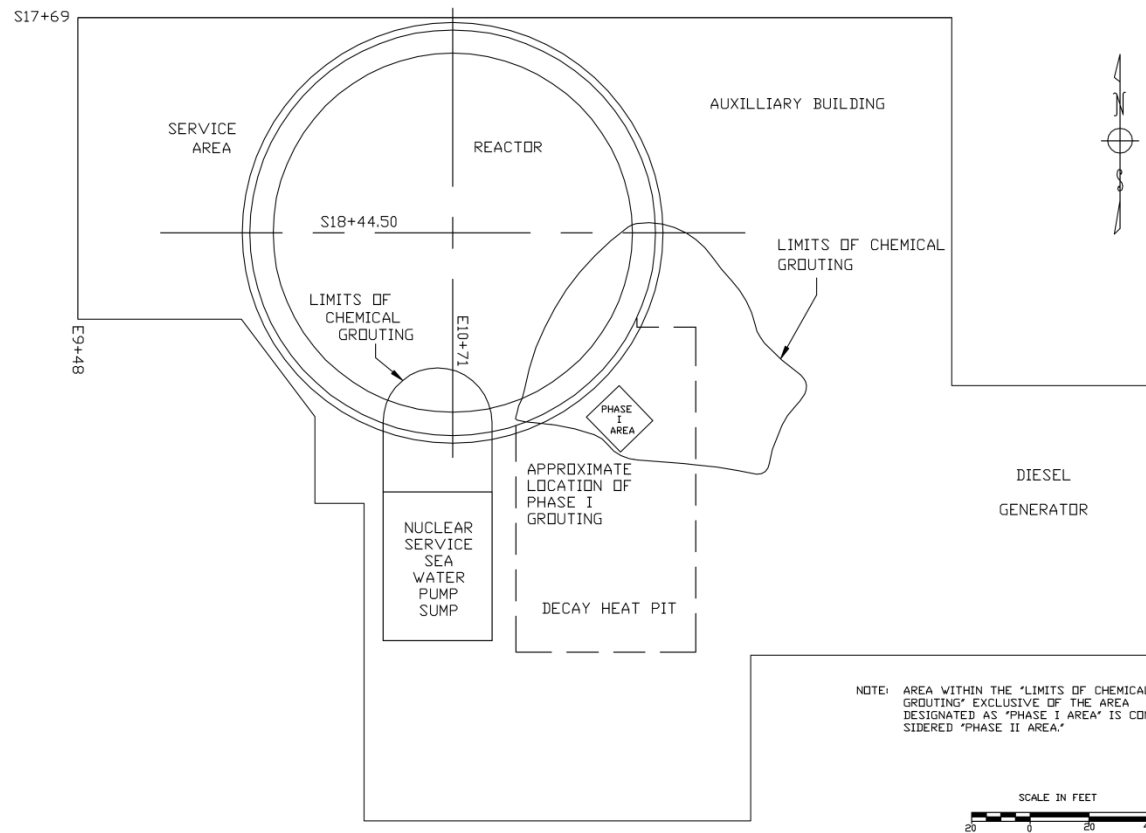 S17+69
AUXILLIARY BUILDING
N
SERVICE
AREA
REACTOR
S
S18+44.50
LIMITS OF CHEMICAL
GROUTING
LIMITS OF
CHEMICAL
GROUTING
E10+71
E9+48
PHASE
I
AREA
APPROXIMATE
LOCATION OF
PHASE I
GROUTING
DIESEL
GENERATOR
NUCLEAR
SERVICE
SEA
WATER
PUMP
SUMP
DECAY HEAT PIT
NOTE: AREA WITHIN THE "LIMITS OF CHEMICAL
GROUTING" EXCLUSIVE OF THE AREA
DESIGNATED AS "PHASE I AREA" IS CON
SIDERED "PHASE II AREA."
SCALE IN FEET
20 0 20